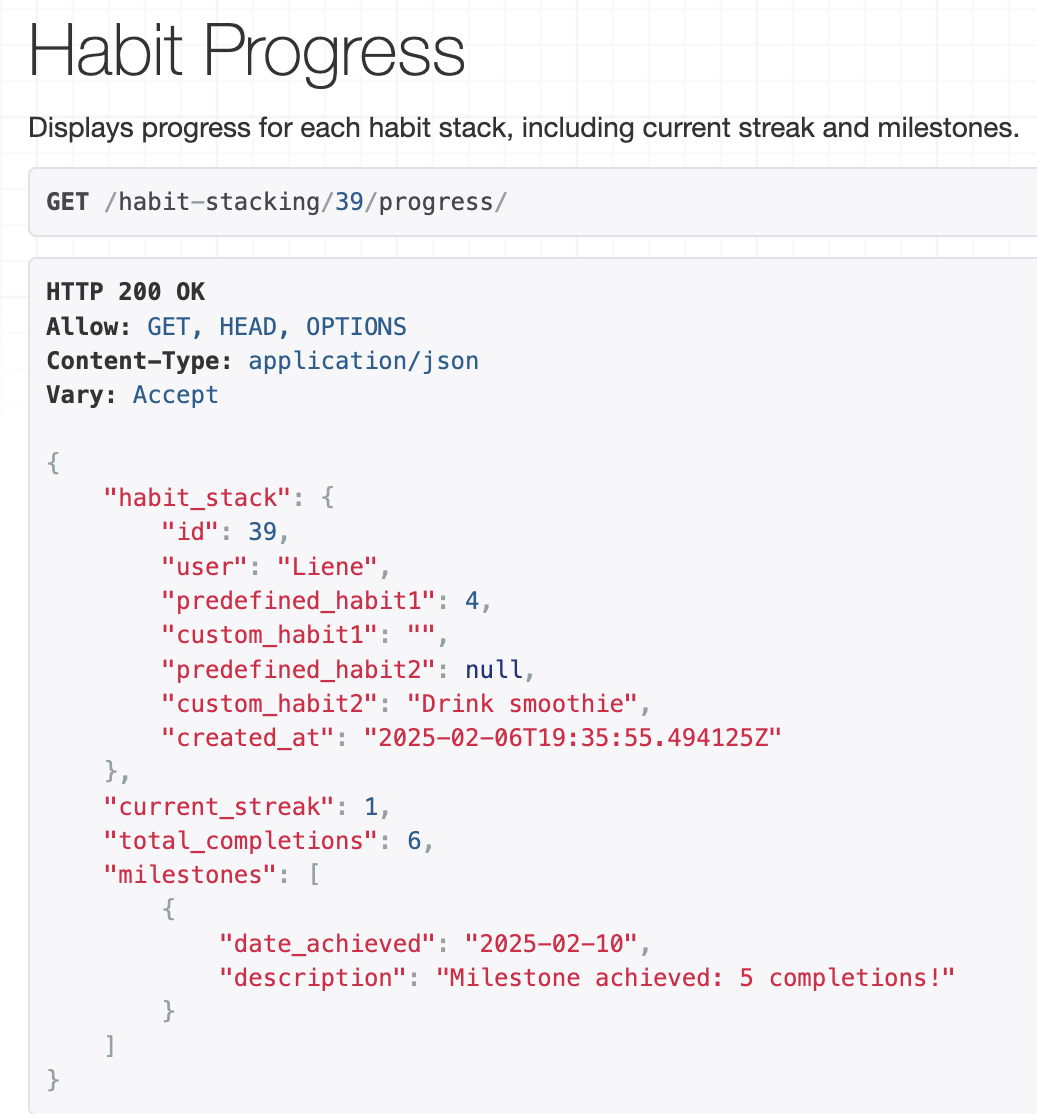 Habit Progress
Displays progress for each habit stack, including current streak and milestones.
GET /habit-stacking/39/progress/
HTTP 200 OK
Allow: GET, HEAD, OPTIONS
Content-Type: application/json
Vary: Accept
{
    "habit_stack": {
        "id": 39,
        "user": "Liene",
        "predefined_habit1": 4,
        "custom_habit1": "",
        "predefined_habit2": null,
        "custom_habit2": "Drink smoothie",
        "created_at": "2025-02-06T19:35:55.494125Z"
    },
    "current_streak": 1,
    "total_completions": 6,
    "milestones": [
        {
            "date_achieved": "2025-02-10",
            "description": "Milestone achieved: 5 completions!"
        }
    ]
}